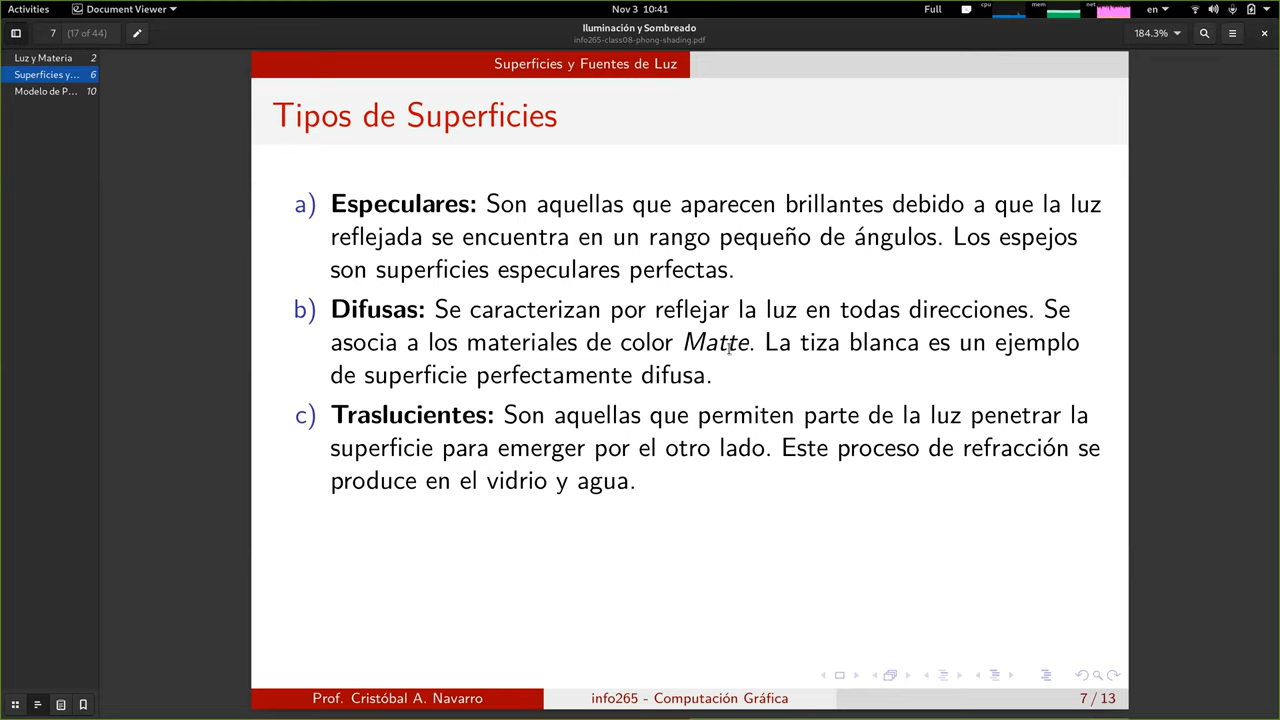 Activities
Document Viewer
Nov 3 10:41
Full
cpu
mem
net
en
7
(17 of 44)
Iluminación y Sombreado
info265-class08-phong-shading.pdf
184.3%
Luz y Materia 2
Superficies y... 6
Modelo de P... 10
Superficies y Fuentes de Luz
Tipos de Superficies
a) Especulares: Son aquellas que aparecen brillantes debido a que la luz
reflejada se encuentra en un rango pequeño de ángulos. Los espejos
son superficies especulares perfectas.
b) Difusas: Se caracterizan por reflejar la luz en todas direcciones. Se
asocia a los materiales de color Matte. La tiza blanca es un ejemplo
de superficie perfectamente difusa.
c) Traslucientes: Son aquellas que permiten parte de la luz penetrar la
superficie para emerger por el otro lado. Este proceso de refracción se
produce en el vidrio y agua.
Prof. Cristóbal A. Navarro
info265 - Computación Gráfica
7 / 13